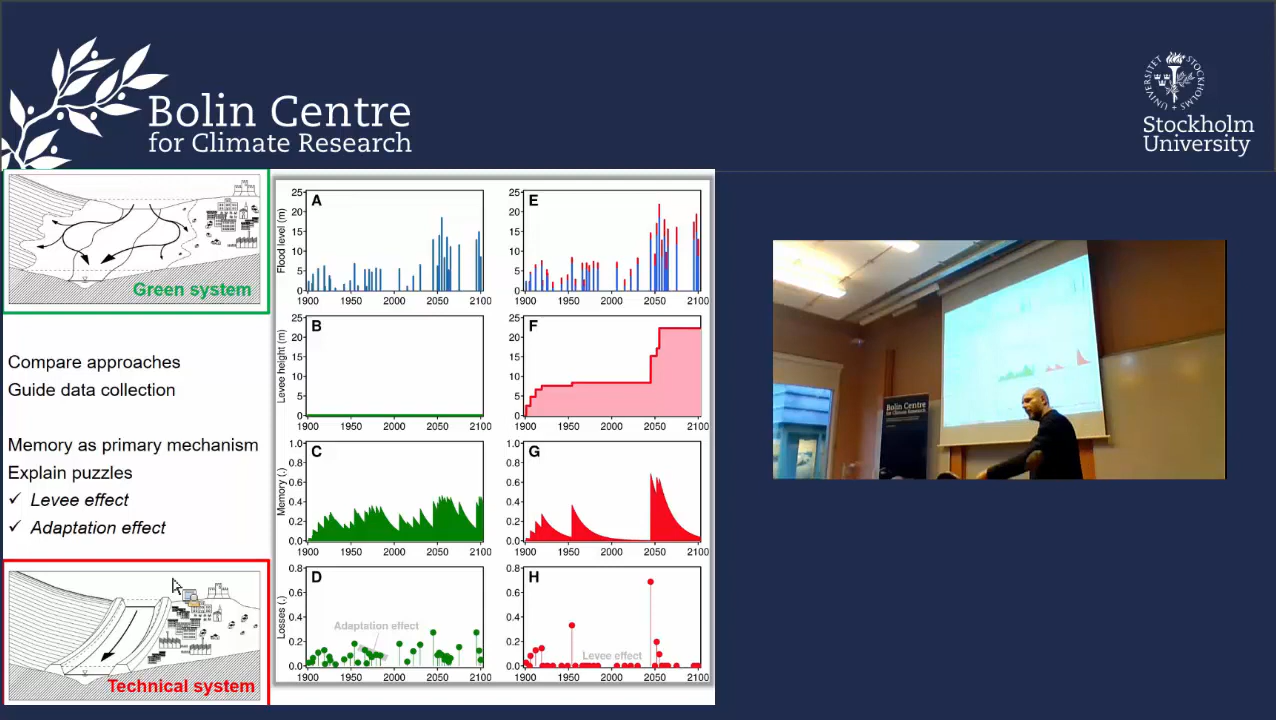 Bolin Centre
for Climate Research
STOCKHOLMS UNIVERSITET
Stockholm
University
Green system
Compare approaches
Guide data collection
Memory as primary mechanism
Explain puzzles
✓ Levee effect
✓ Adaptation effect
Technical system
A
Flood level (m)
25
20
15
10
5
0
1900 1950 2000 2050 2100
E
25
20
15
10
5
0
1900 1950 2000 2050 2100
B
Levee height (m)
25
20
15
10
5
0
1900 1950 2000 2050 2100
F
25
20
15
10
5
0
1900 1950 2000 2050 2100
C
Memory (.)
1.0
0.8
0.6
0.4
0.2
0.0
1900 1950 2000 2050 2100
G
1.0
0.8
0.6
0.4
0.2
0.0
1900 1950 2000 2050 2100
D
Losses (.)
0.8
0.6
0.4
0.2
0.0
Adaptation effect
1900 1950 2000 2050 2100
H
0.8
0.6
0.4
0.2
0.0
Levee effect
1900 1950 2000 2050 2100
Bolin Centre
for Climate Research